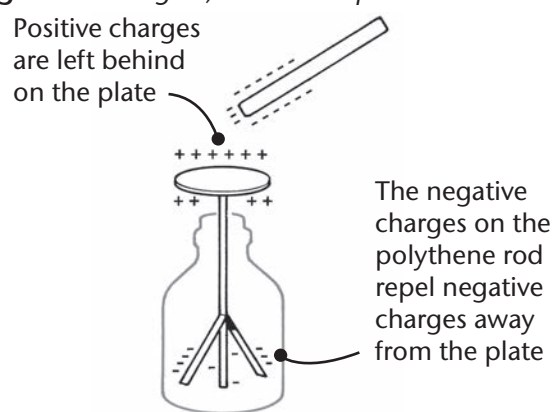 Positive charges
are left behind
on the plate
+ + + + + +
+ +
+ +
The negative
charges on the
polythene rod
repel negative
charges away
from the plate